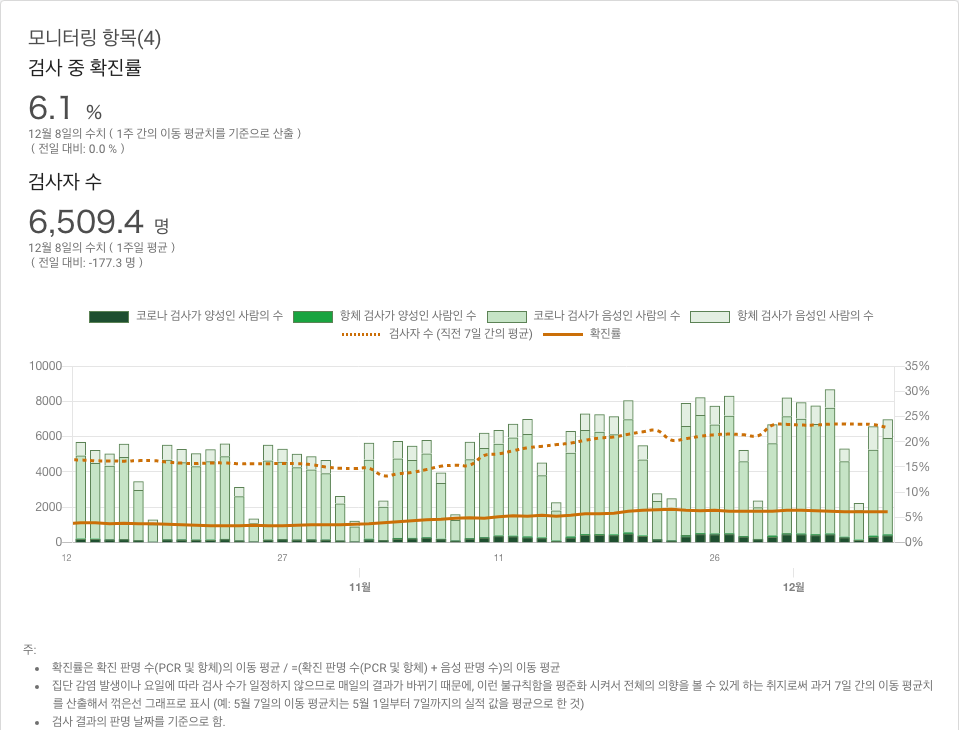 모니터링 항목(4)
검사 중 확진률
6.1 %
12월 8일의 수치 ( 1주 간의 이동 평균치를 기준으로 산출 )
( 전일 대비: 0.0 % )
검사자 수
6,509.4 명
12월 8일의 수치 ( 1주일 평균 )
( 전일 대비: -177.3 명 )
코로나 검사가 양성인 사람의 수 항체 검사가 양성인 사람인 수 코로나 검사가 음성인 사람의 수 항체 검사가 음성인 사람의 수
검사자 수 (직전 7일 간의 평균) 확진률
10000 35%
30%
8000
25%
6000 20%
4000 15%
10%
2000
5%
0 0%
12 27 11 26
11월 12월
주:
• 확진률은 확진 판명 수(PCR 및 항체)의 이동 평균 / =(확진 판명 수(PCR 및 항체) + 음성 판명 수)의 이동 평균
• 집단 감염 발생이나 요일에 따라 검사 수가 일정하지 않으므로 매일의 결과가 바뀌기 때문에, 이런 불규칙함을 평준화 시켜서 전체의 의향을 볼 수 있게 하는 취지로써 과거 7일 간의 이동 평균치
를 산출해서 꺾은선 그래프로 표시 (예: 5월 7일의 이동 평균치는 5월 1일부터 7일까지의 실적 값을 평균으로 한 것)
• 검사 결과의 판명 날짜를 기준으로 함.